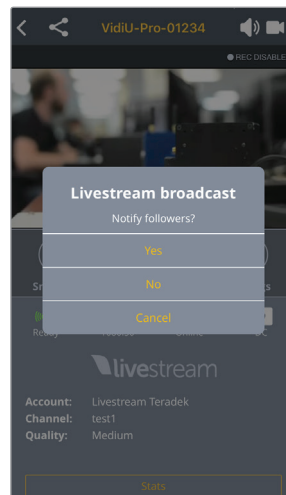 VidiU-Pro-01234
REC DISABLE
Livestream broadcast
Notify followers?
Yes
No
Cancel
livestream
Account: Livestream Teradek
Channel: test1
Quality: Medium
Stats